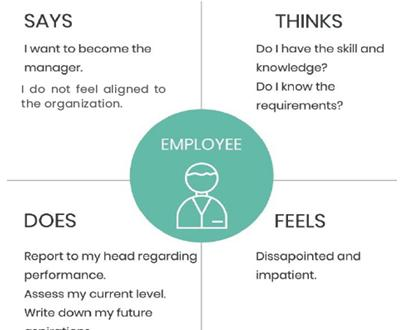 SAYS
I want to become the
manager.
I do not feel aligned to
the organization.
THINKS
Do I have the skill and
knowledge?
Do I know the
requirements?
EMPLOYEE
DOES
Report to my head regarding
performance.
Assess my current level.
Write down my future
FEELS
Dissapointed and
impatient.